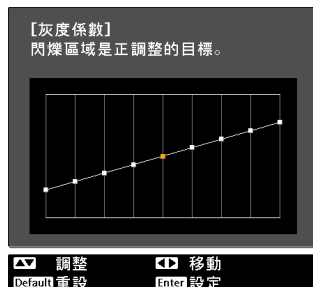 [灰度係數]
閃爍區域是正調整的目標。
調整 移動
Default 重設 Enter 設定